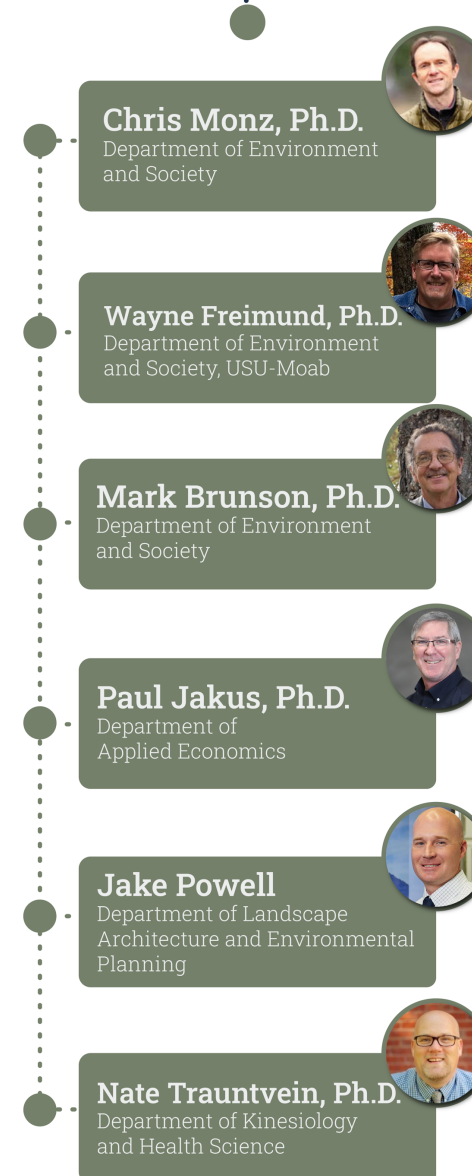 Chris Monz, Ph.D.
Department of Environment
and Society
Wayne Freimund, Ph.D.
Department of Environment
and Society, USU-Moab
Mark Brunson, Ph.D.
Department of Environment
and Society
Paul Jakus, Ph.D.
Department of
Applied Economics
Jake Powell
Department of Landscape
Architecture and Environmental
Planning
Nate Trauntvein, Ph.D.
Department of Kinesiology
and Health Science